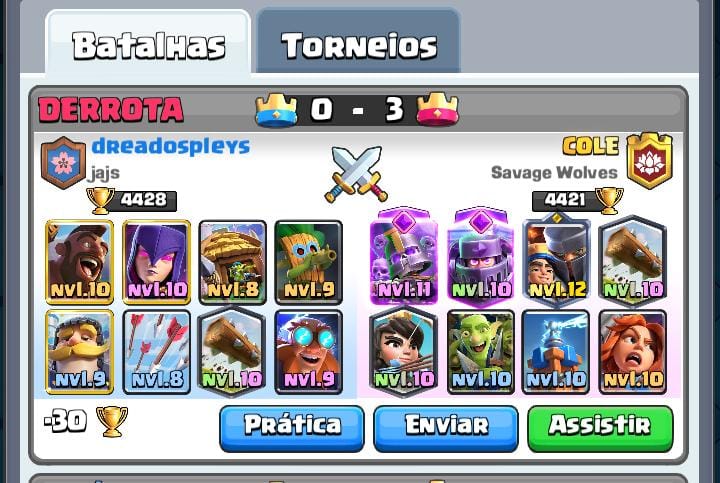 Batalhas Torneios
DERROTA 0 - 3
dreadospleys COLE
jajs Savage Wolves
4428 4421
Nvl.10 Nvl.10 Nvl.8 Nvl.9 Nvl.11 Nvl.10 Nvl.12 Nvl.10
Nvl.9 Nvl.8 Nvl.10 Nvl.9 Nvl.10 Nvl.10 Nvl.10 Nvl.10
-30 Prática Enviar Assistir